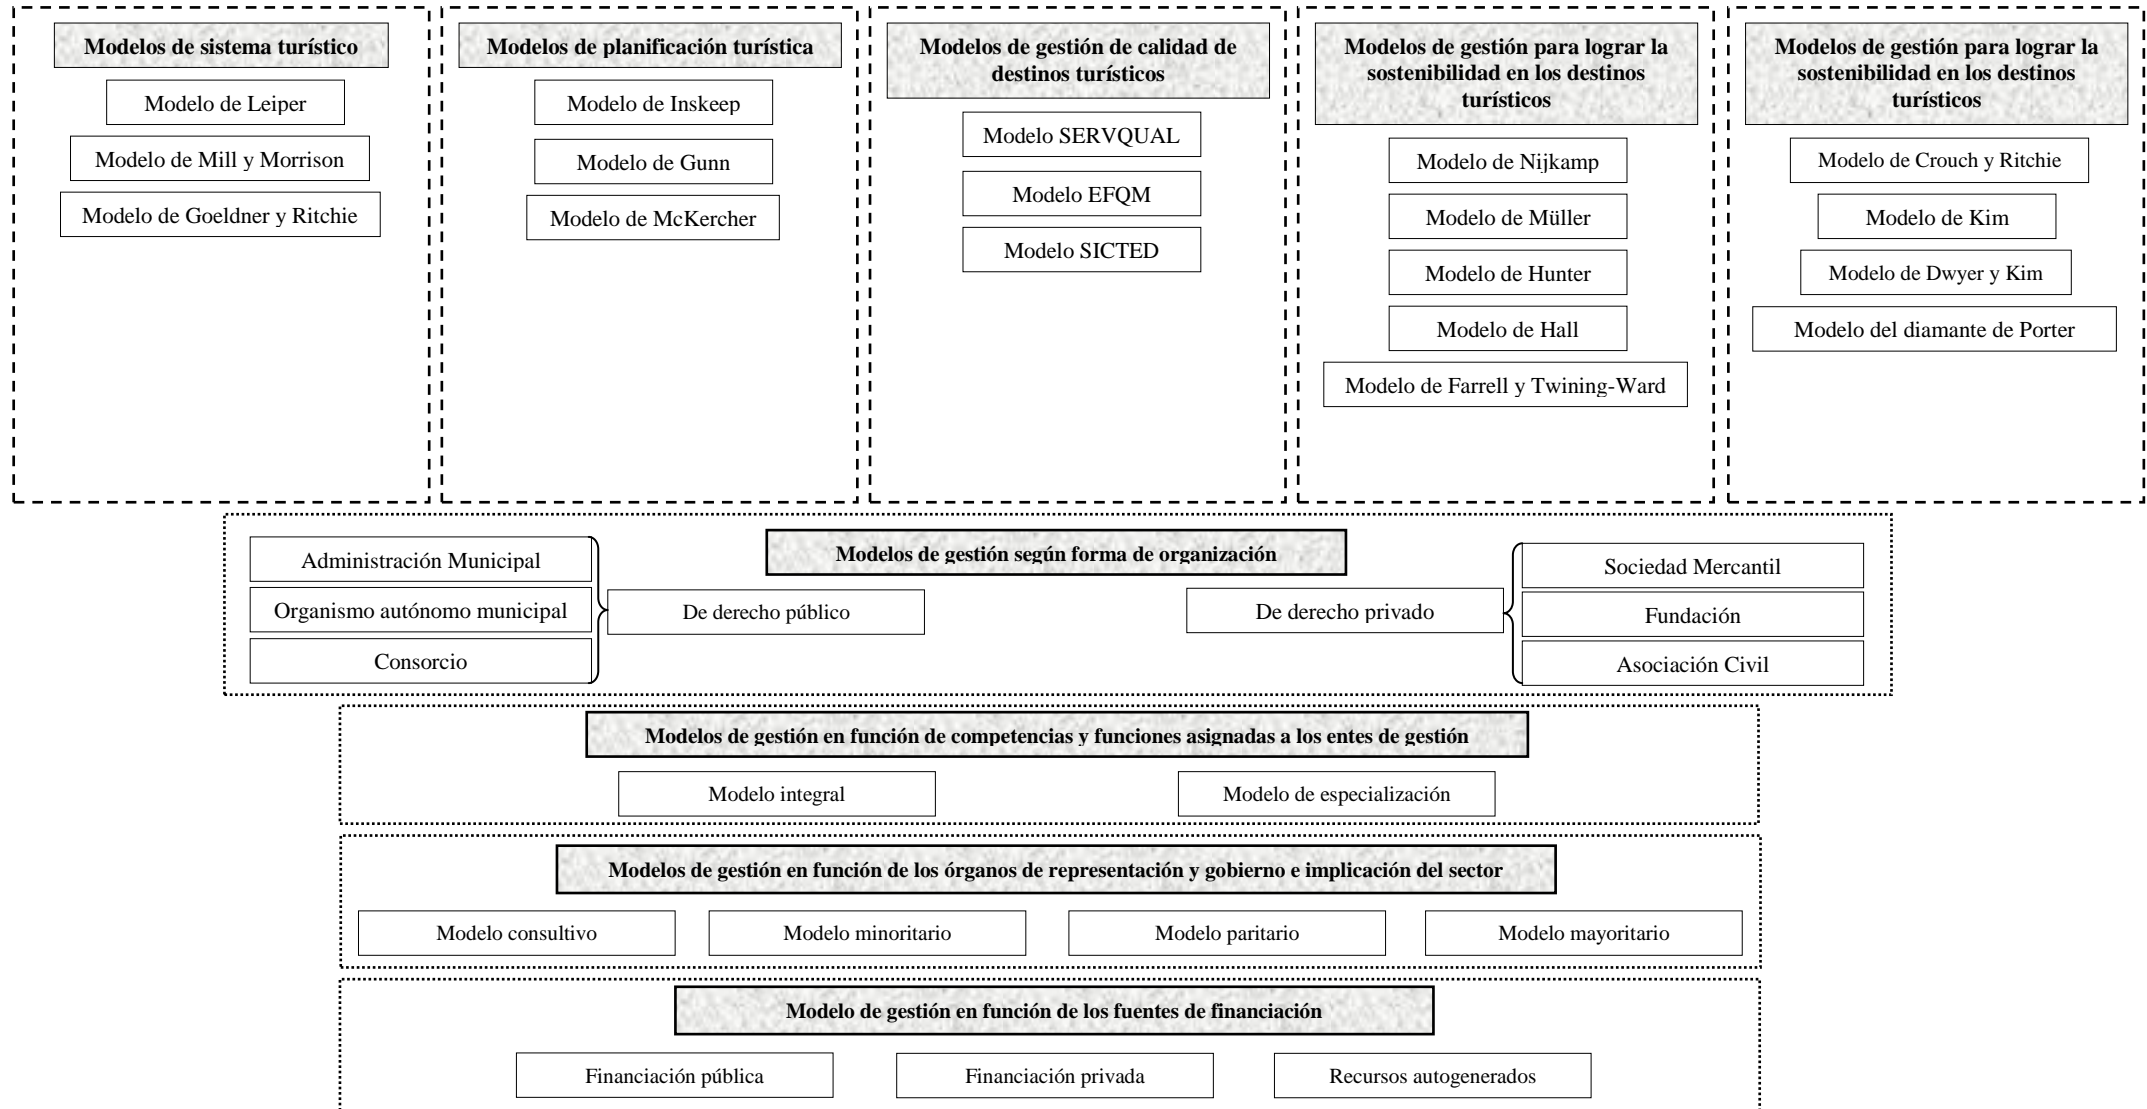 Modelos de sistema turístico
Modelo de Leiper
Modelo de Mill y Morrison
Modelo de Goeldner y Ritchie
Modelos de planificación turística
Modelo de Inskeep
Modelo de Gunn
Modelo de McKercher
Modelos de gestión de calidad de
destinos turísticos
Modelo SERVQUAL
Modelo EFQM
Modelo SICTED
Modelos de gestión para lograr la
sostenibilidad en los destinos
turísticos
Modelo de Nijkamp
Modelo de Müller
Modelo de Hunter
Modelo de Hall
Modelo de Farrell y Twining-Ward
Modelos de gestión para lograr la
sostenibilidad en los destinos
turísticos
Modelo de Crouch y Ritchie
Modelo de Kim
Modelo de Dwyer y Kim
Modelo del diamante de Porter
Modelos de gestión según forma de organización
Administración Municipal
Organismo autónomo municipal
Consorcio
De derecho público
De derecho privado
Sociedad Mercantil
Fundación
Asociación Civil
Modelos de gestión en función de competencias y funciones asignadas a los entes de gestión
Modelo integral
Modelo de especialización
Modelos de gestión en función de los órganos de representación y gobierno e implicación del sector
Modelo consultivo
Modelo minoritario
Modelo paritario
Modelo mayoritario
Modelo de gestión en función de los fuentes de financiación
Financiación pública
Financiación privada
Recursos autogenerados